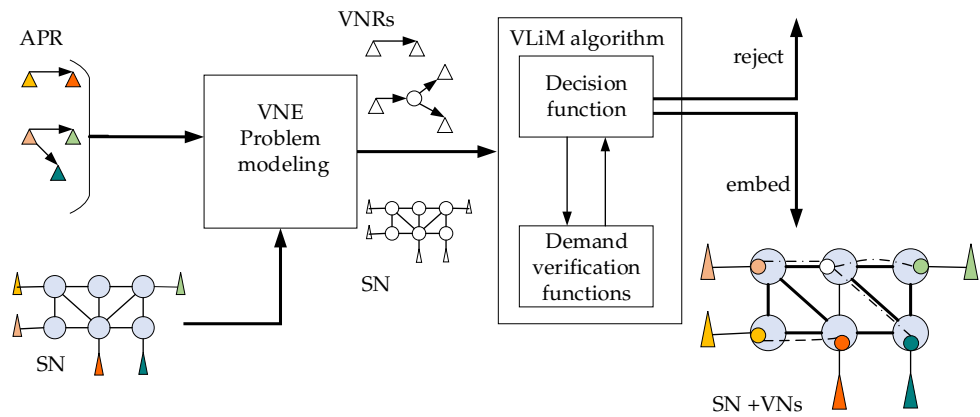 APR
VNE
Problem
modeling
SN
VNRs
SN
VLiM algorithm
Decision
function
Demand
verification
functions
reject
embed
SN +VNs